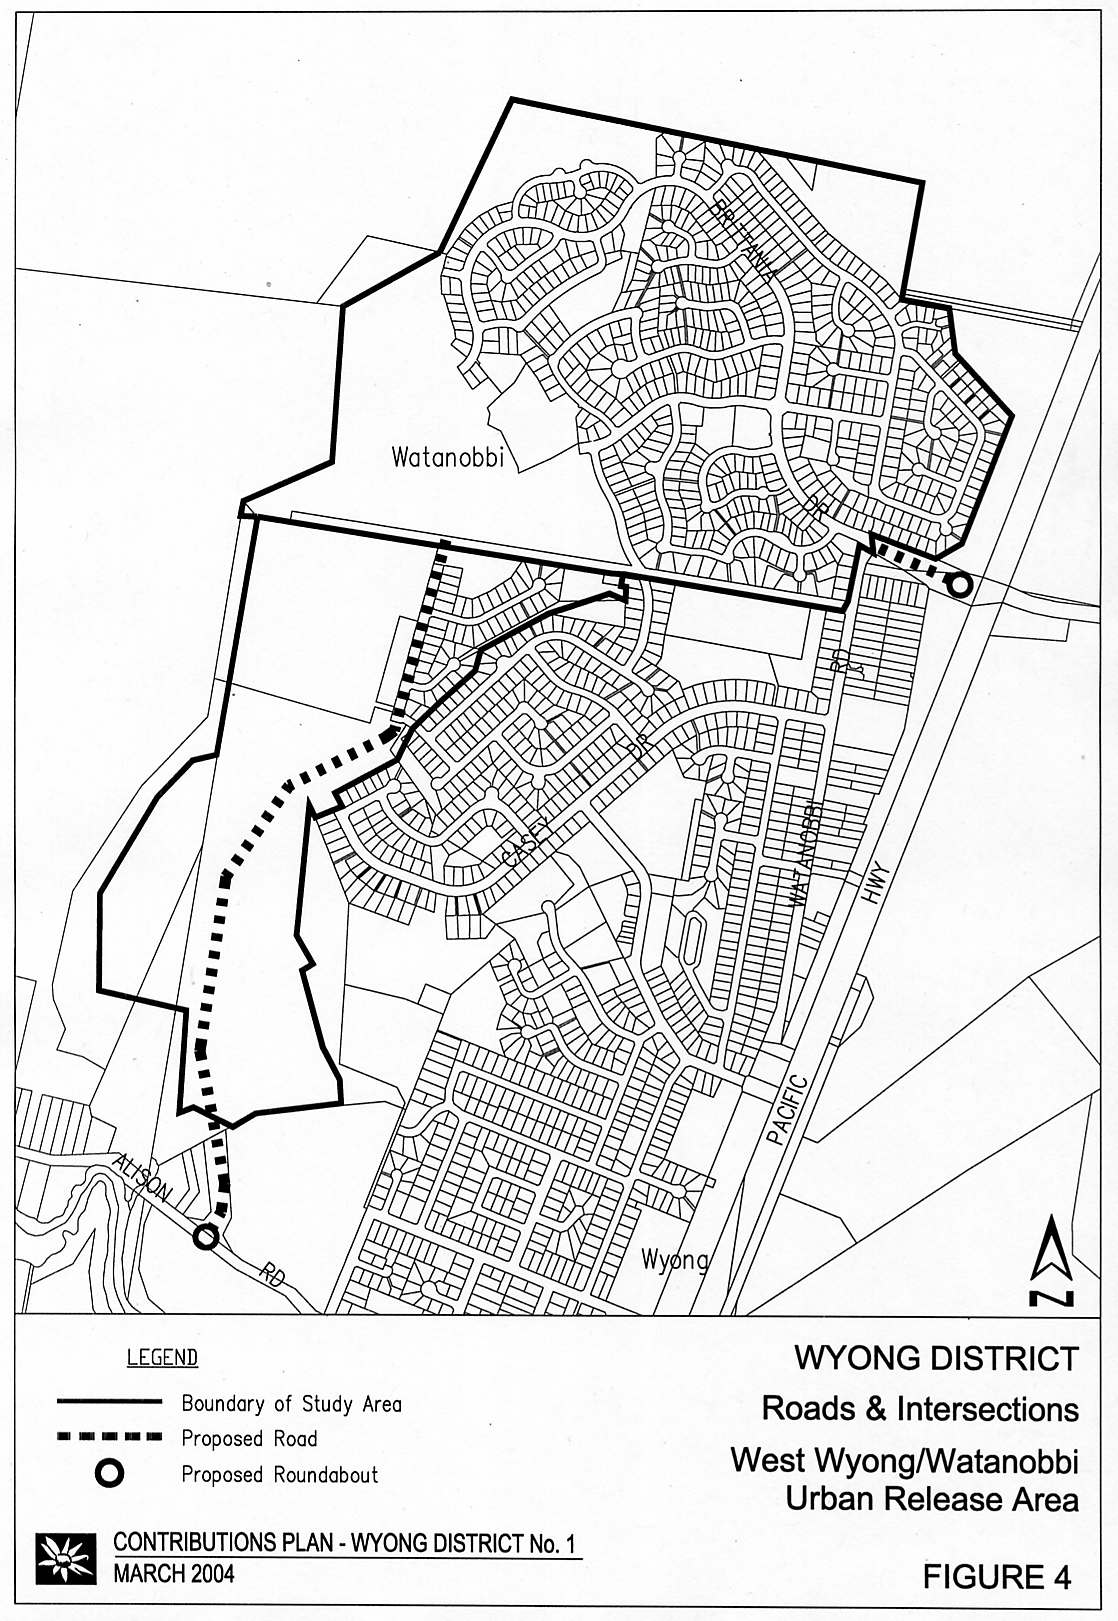 BRITTANIA
Watanobbi
DR
RD
DR
CASEY
WATANOBBI
HWY
PACIFIC
ALISON
RD
Wyong
N
LEGEND
Boundary of Study Area
Proposed Road
Proposed Roundabout
WYONG DISTRICT
Roads & Intersections
West Wyong/Watanobbi
Urban Release Area
CONTRIBUTIONS PLAN - WYONG DISTRICT No. 1
MARCH 2004
FIGURE 4